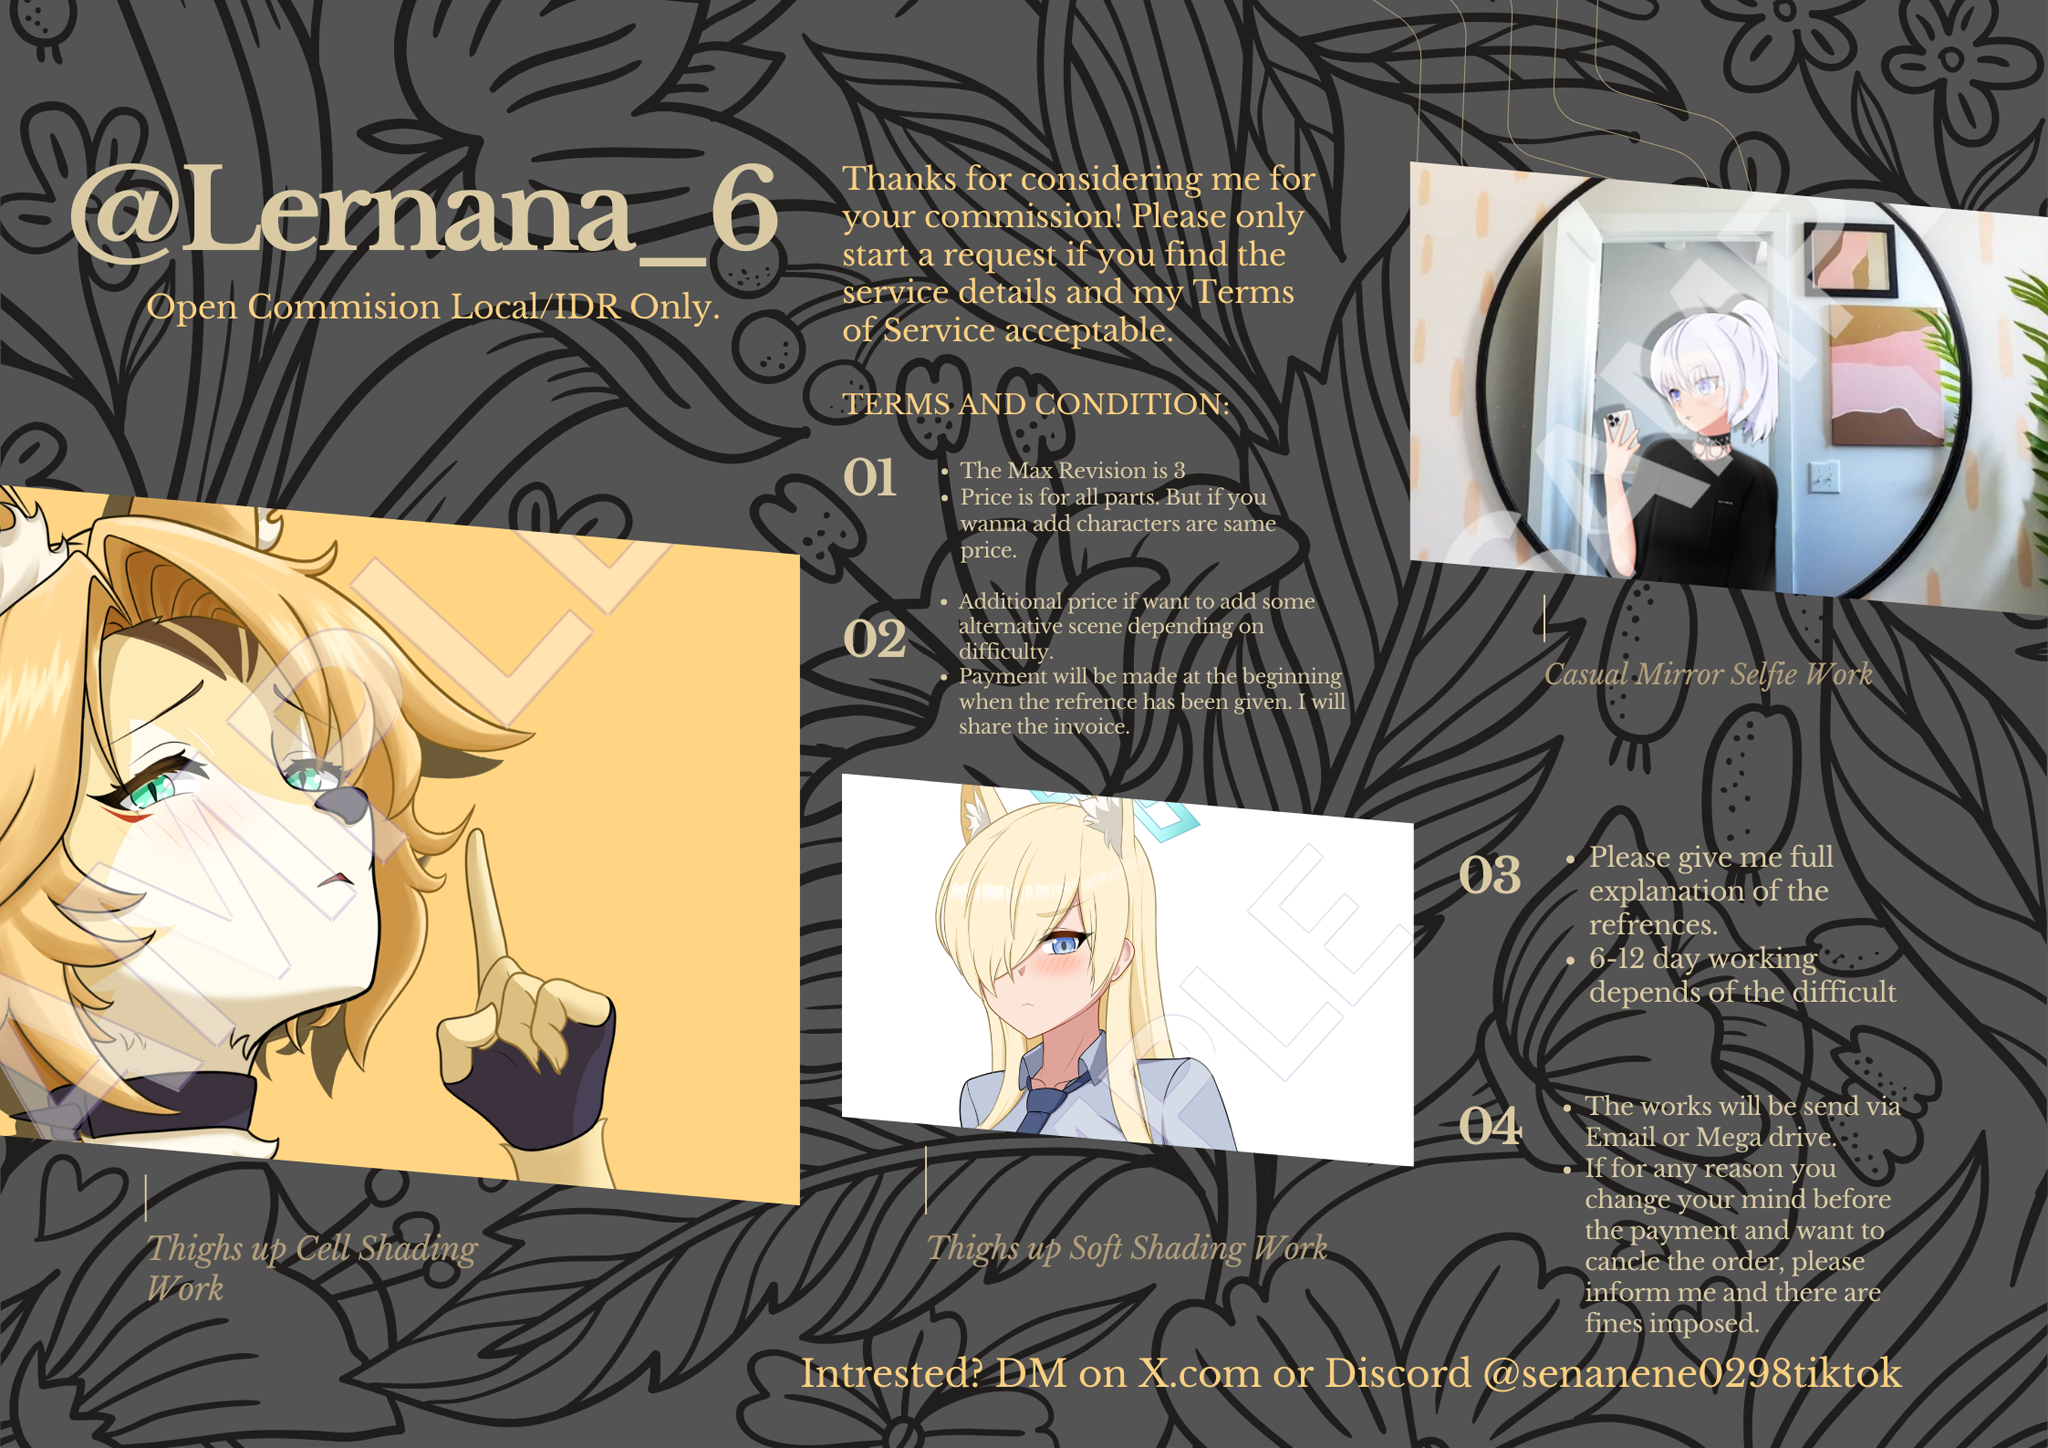 @Lernana_6
Open Commision Local/IDR Only.
Thanks for considering me for
your commission! Please only
start a request if you find the
service details and my Terms
of Service acceptable.
TERMS AND CONDITION:
01
• The Max Revision is 3
• Price is for all parts. But if you
wanna add characters are same
price.
02
• Additional price if want to add some
alternative scene depending on
difficulty.
• Payment will be made at the beginning
when the refrence has been given. I will
share the invoice.
SAMPLE
Casual Mirror Selfie Work
SAMPLE
Thighs up Cell Shading
Work
SAMPLE
Thighs up Soft Shading Work
03
• Please give me full
explanation of the
refrences.
• 6-12 day working
depends of the difficult
04
• The works will be send via
Email or Mega drive.
• If for any reason you
change your mind before
the payment and want to
cancle the order, please
inform me and there are
fines imposed.
Intrested? DM on X.com or Discord @senanene0298tiktok